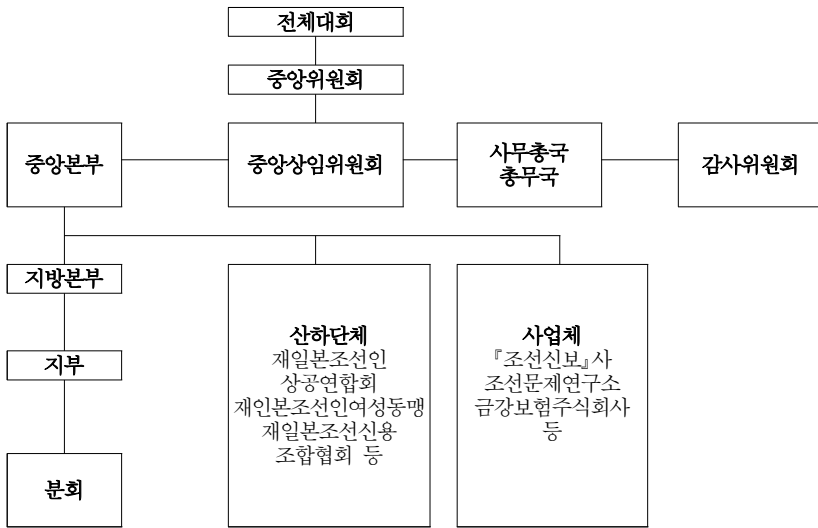 전체대회
중앙위원회
중앙본부
중앙상임위원회
사무총국
총무국
감사위원회
지방본부
지부
분회
산하단체
재일본조선인
상공연합회
재인본조선인여성동맹
재일본조선신용
조합협회 등
사업체
『조선신보』사
조선문제연구소
금강보험주식회사
등